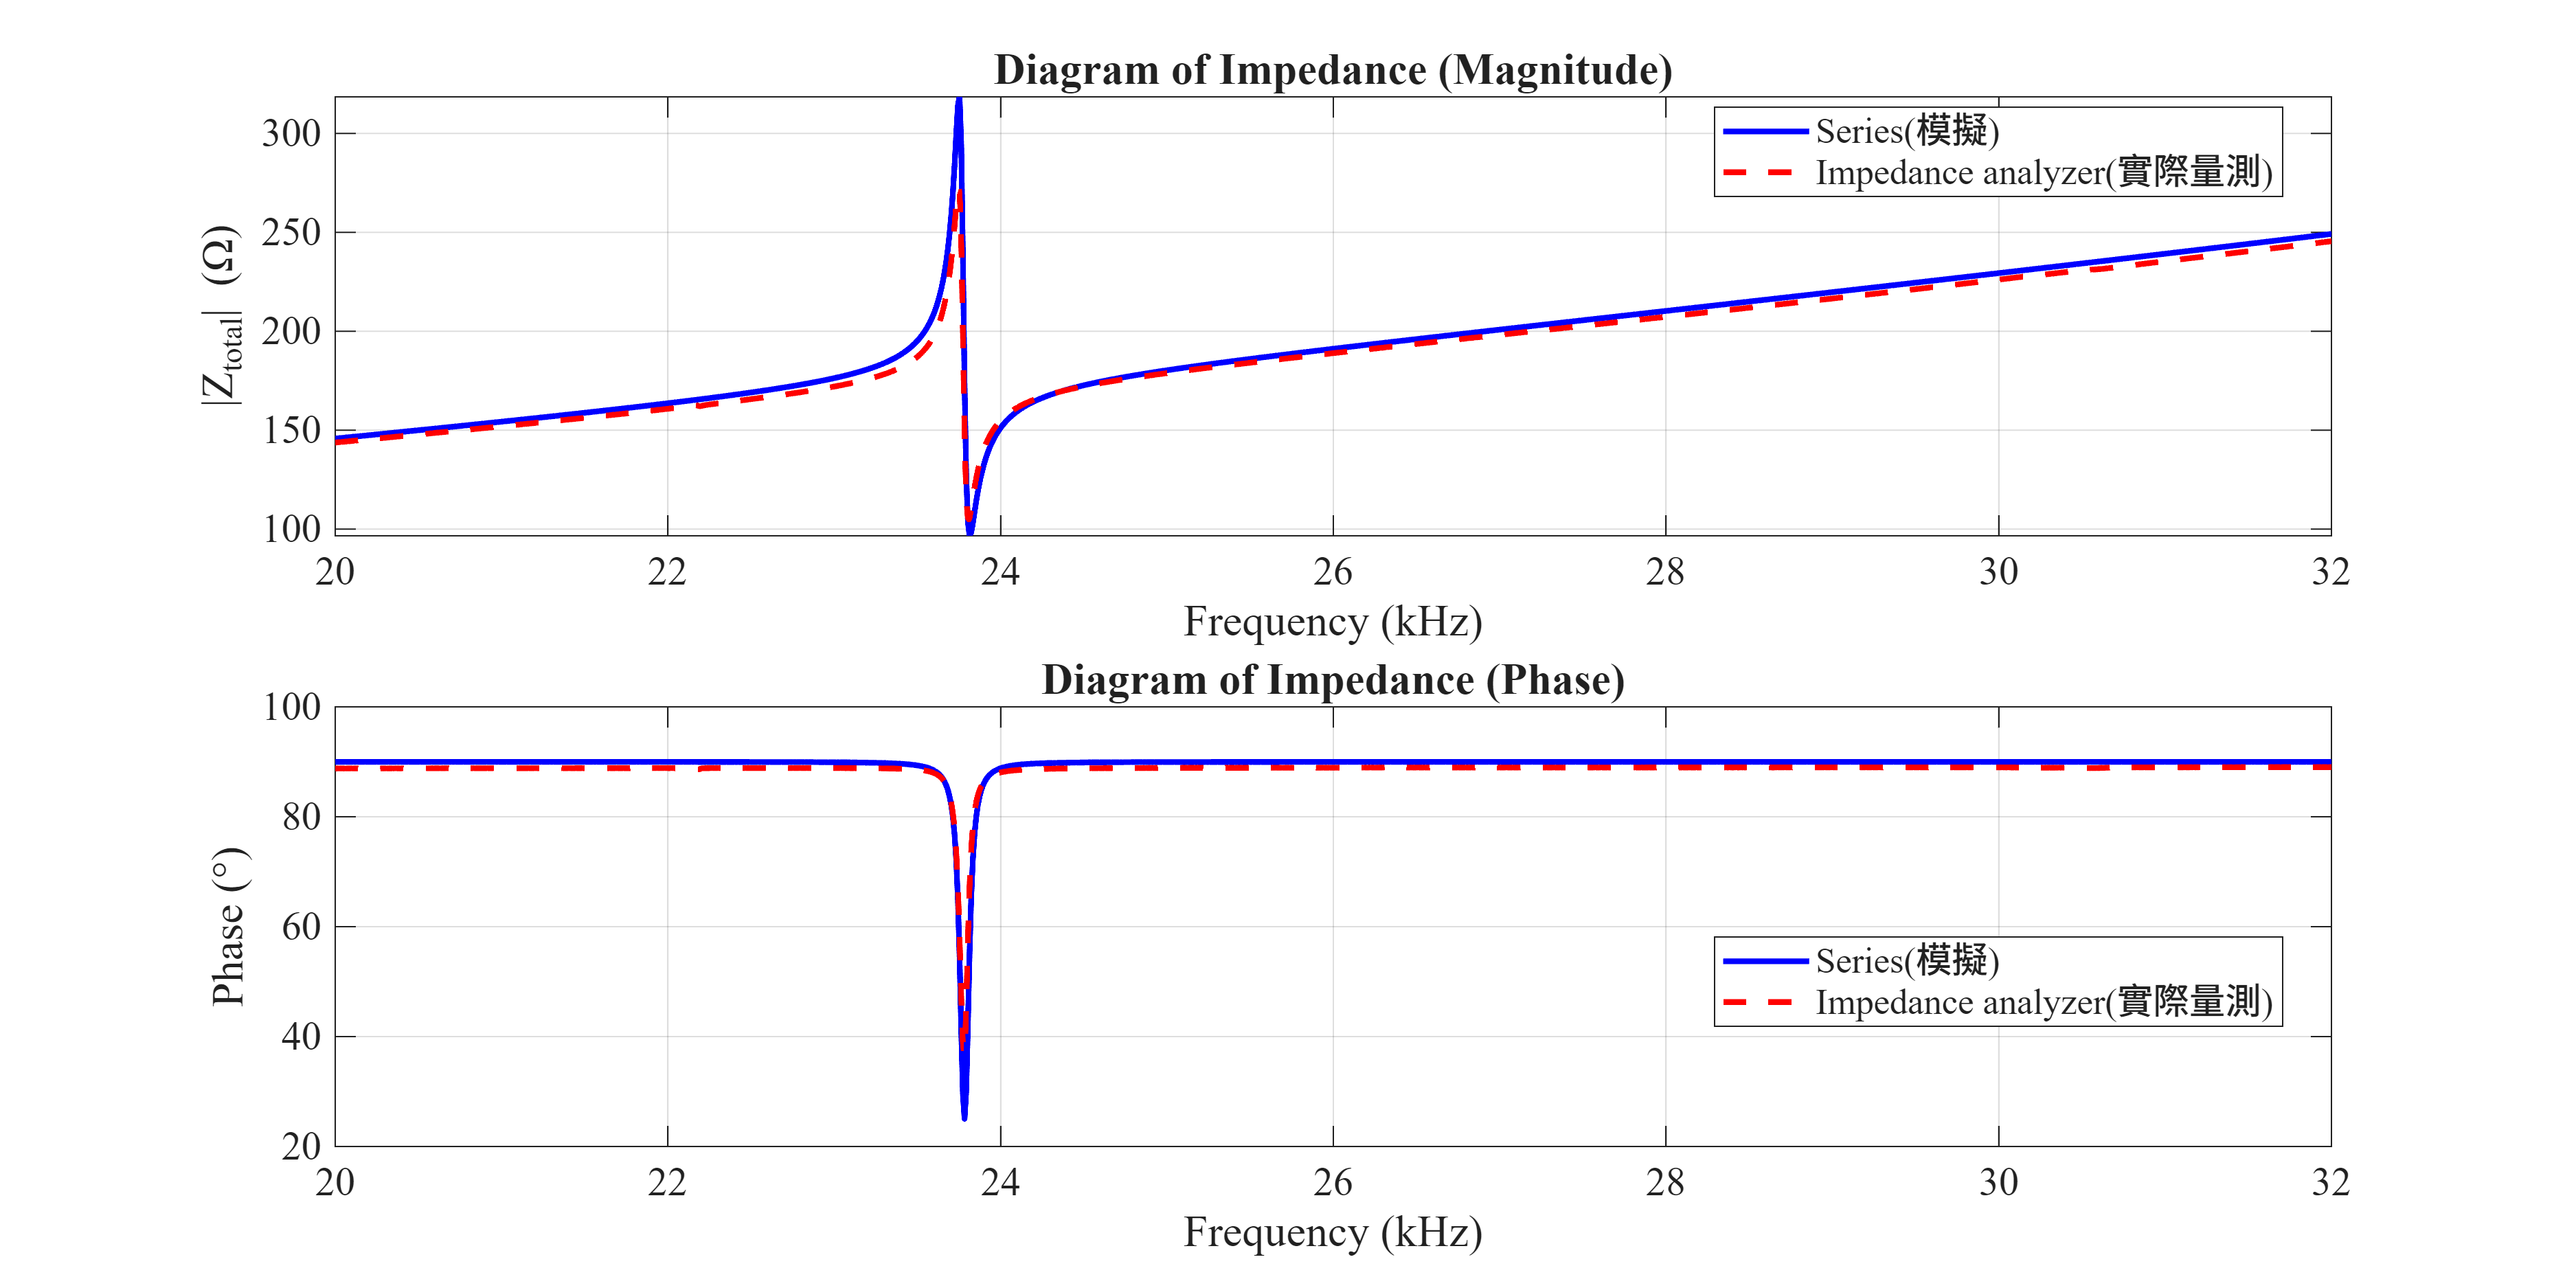 Diagram of Impedance (Magnitude)
|Z_total| (Ω)
300
250
200
150
100
Series(模擬)
Impedance analyzer(實際量測)
20 22 24 26 28 30 32
Frequency (kHz)
Diagram of Impedance (Phase)
Phase (°)
100
80
60
40
20
Series(模擬)
Impedance analyzer(實際量測)
20 22 24 26 28 30 32
Frequency (kHz)